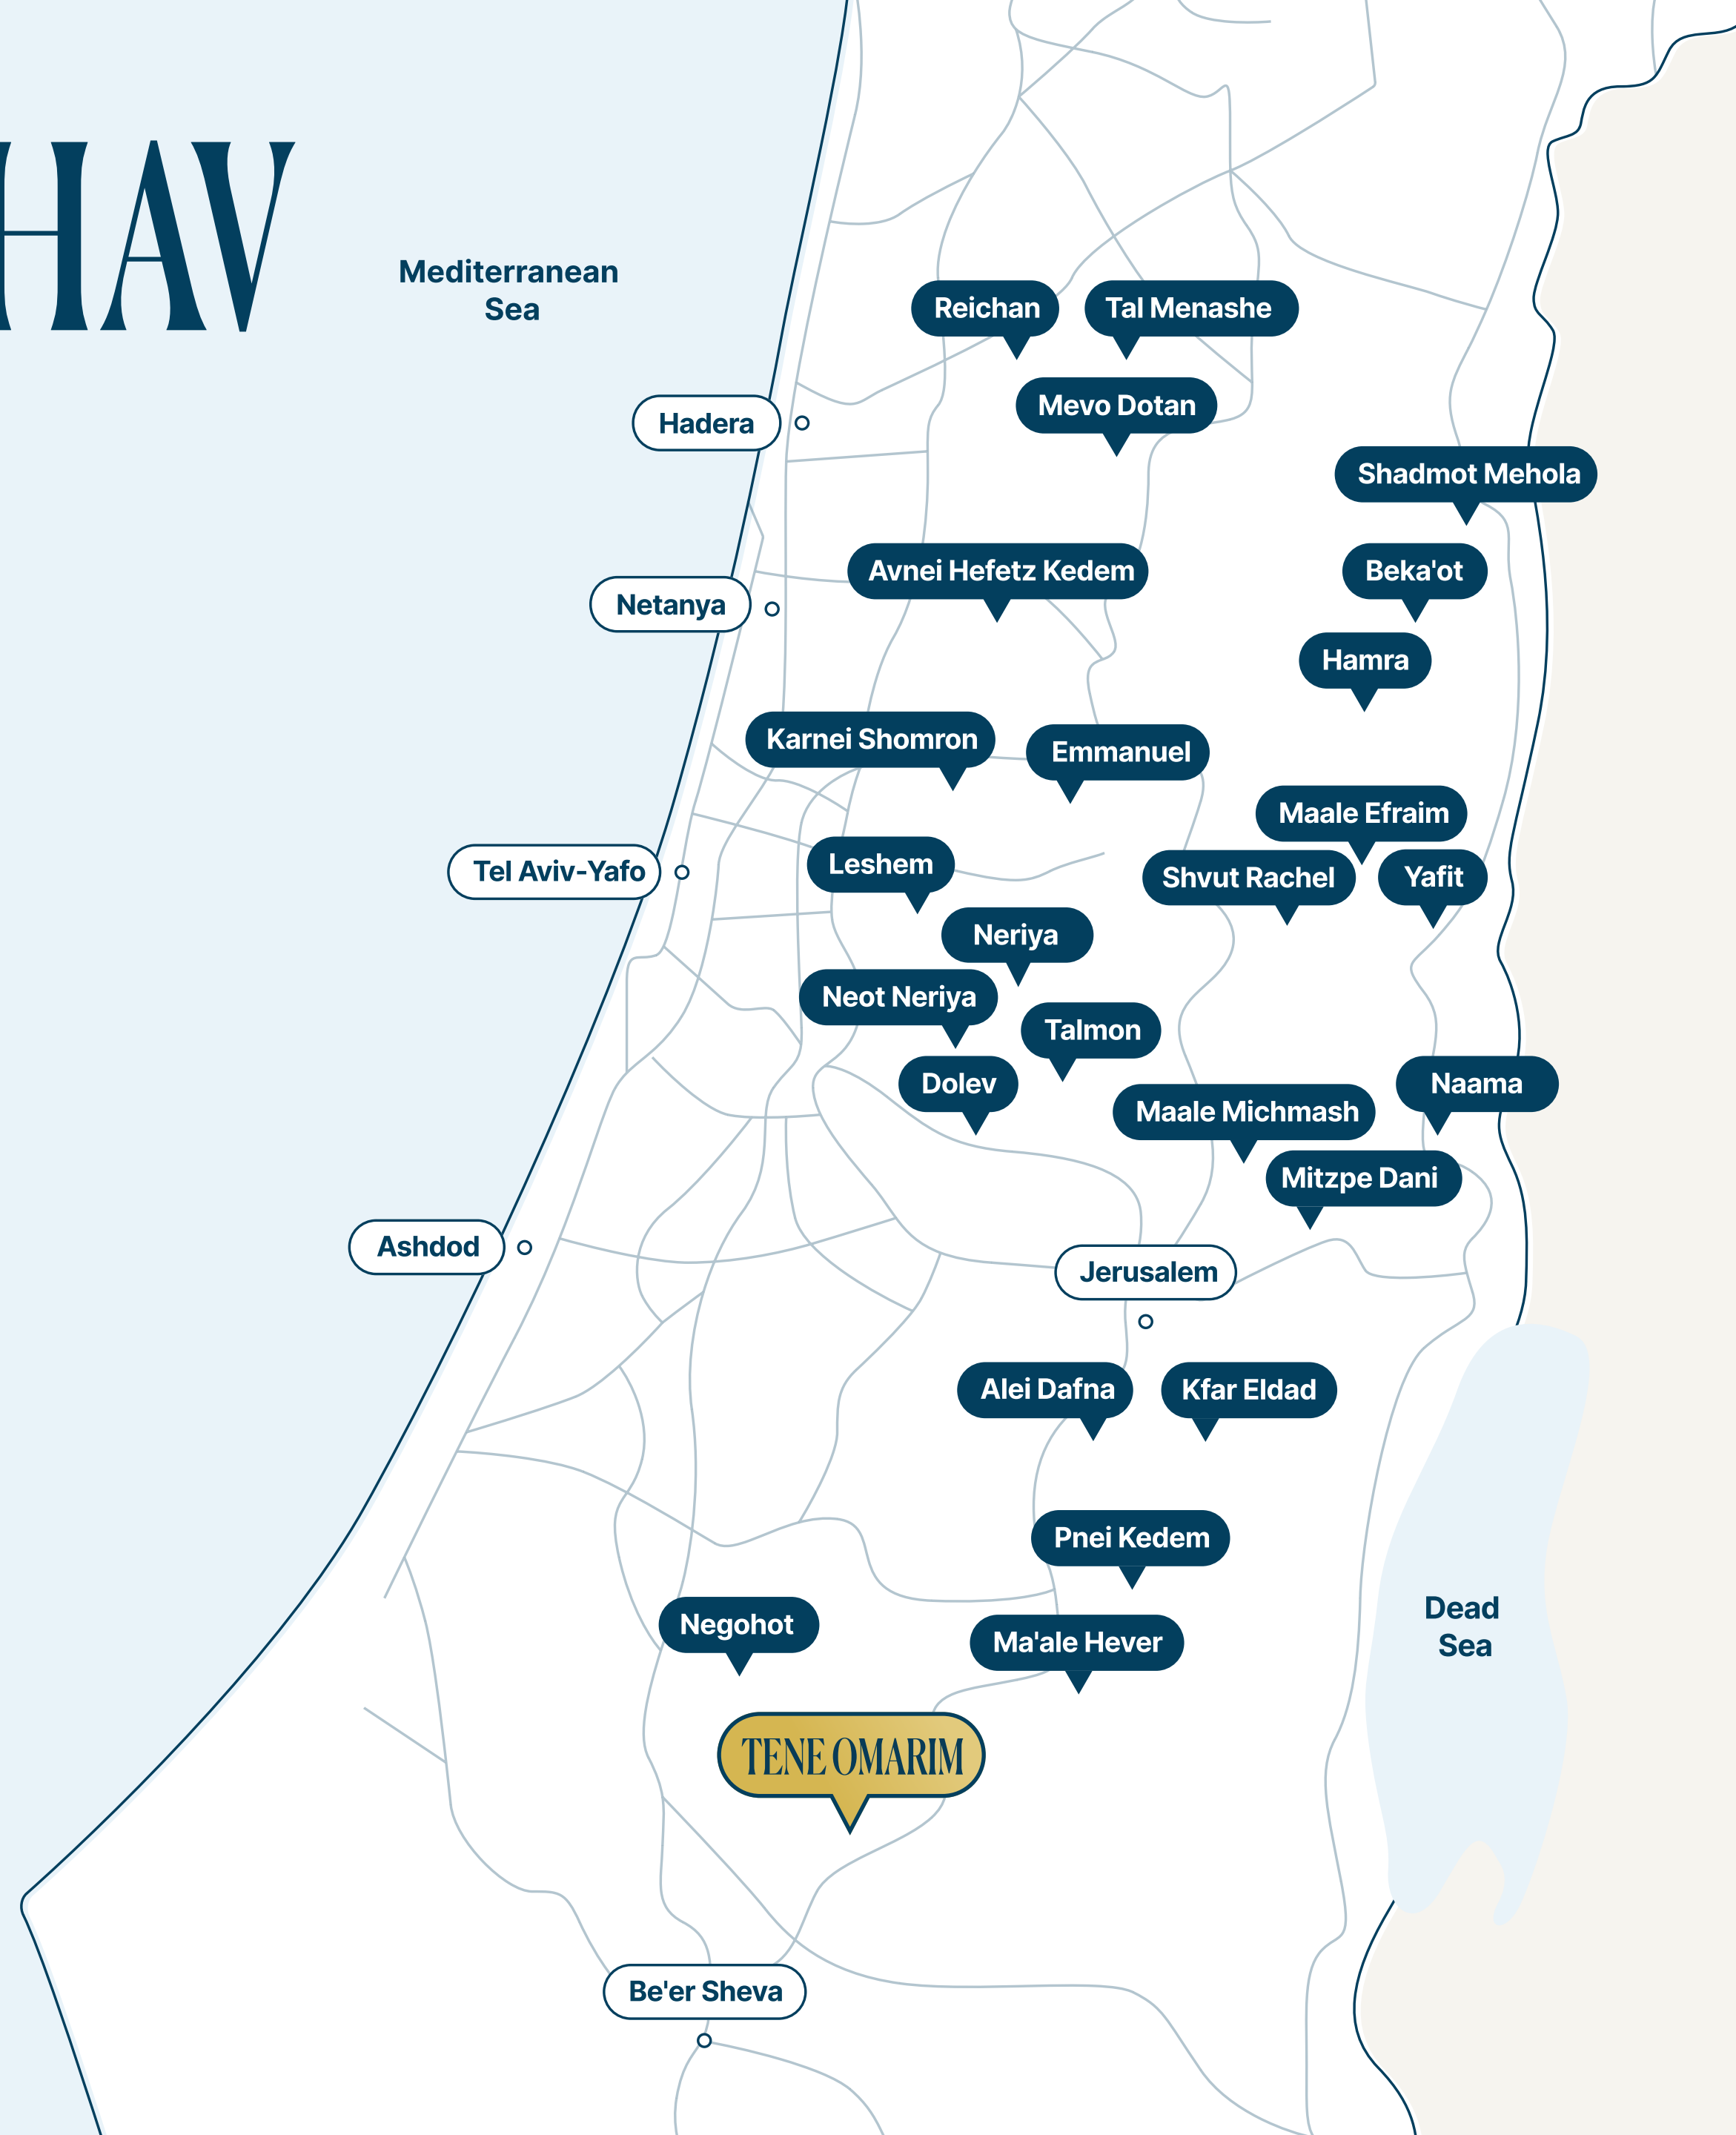 HAV
Mediterranean
Sea
Reichan
Tal Menashe
Mevo Dotan
Hadera
Shadmot Mehola
Avnei Hefetz Kedem
Beka'ot
Netanya
Hamra
Karnei Shomron
Emmanuel
Maale Efraim
Leshem
Tel Aviv-Yafo
Shvut Rachel
Yafit
Neriya
Neot Neriya
Talmon
Dolev
Naama
Maale Michmash
Mitzpe Dani
Ashdod
Jerusalem
Alei Dafna
Kfar Eldad
Pnei Kedem
Dead
Sea
Negohot
Ma'ale Hever
TENE OMARIM
Be'er Sheva